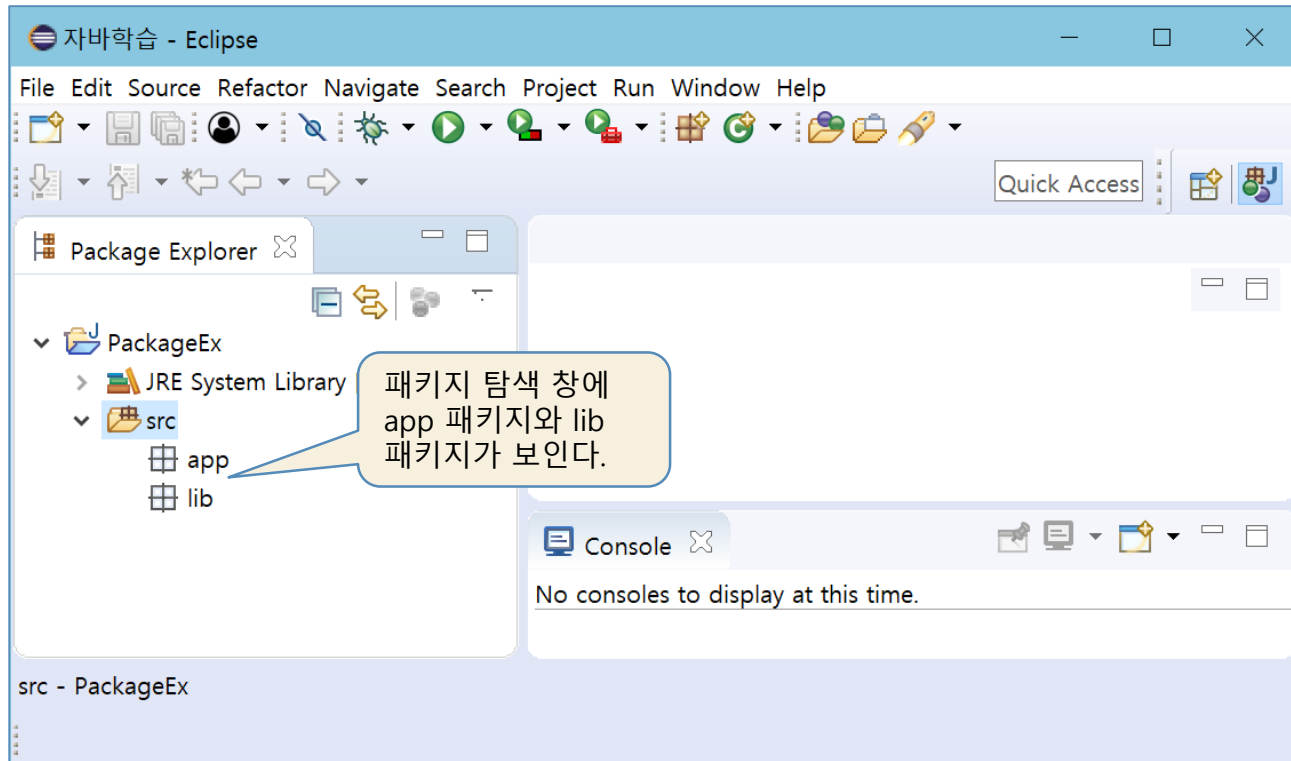 자바학습 - Eclipse
File Edit Source Refactor Navigate Search Project Run Window Help
Quick Access
Package Explorer
PackageEx
JRE System Library
src
app
lib
패키지 탐색 창에
app 패키지와 lib
패키지가 보인다.
Console
No consoles to display at this time.
src - PackageEx